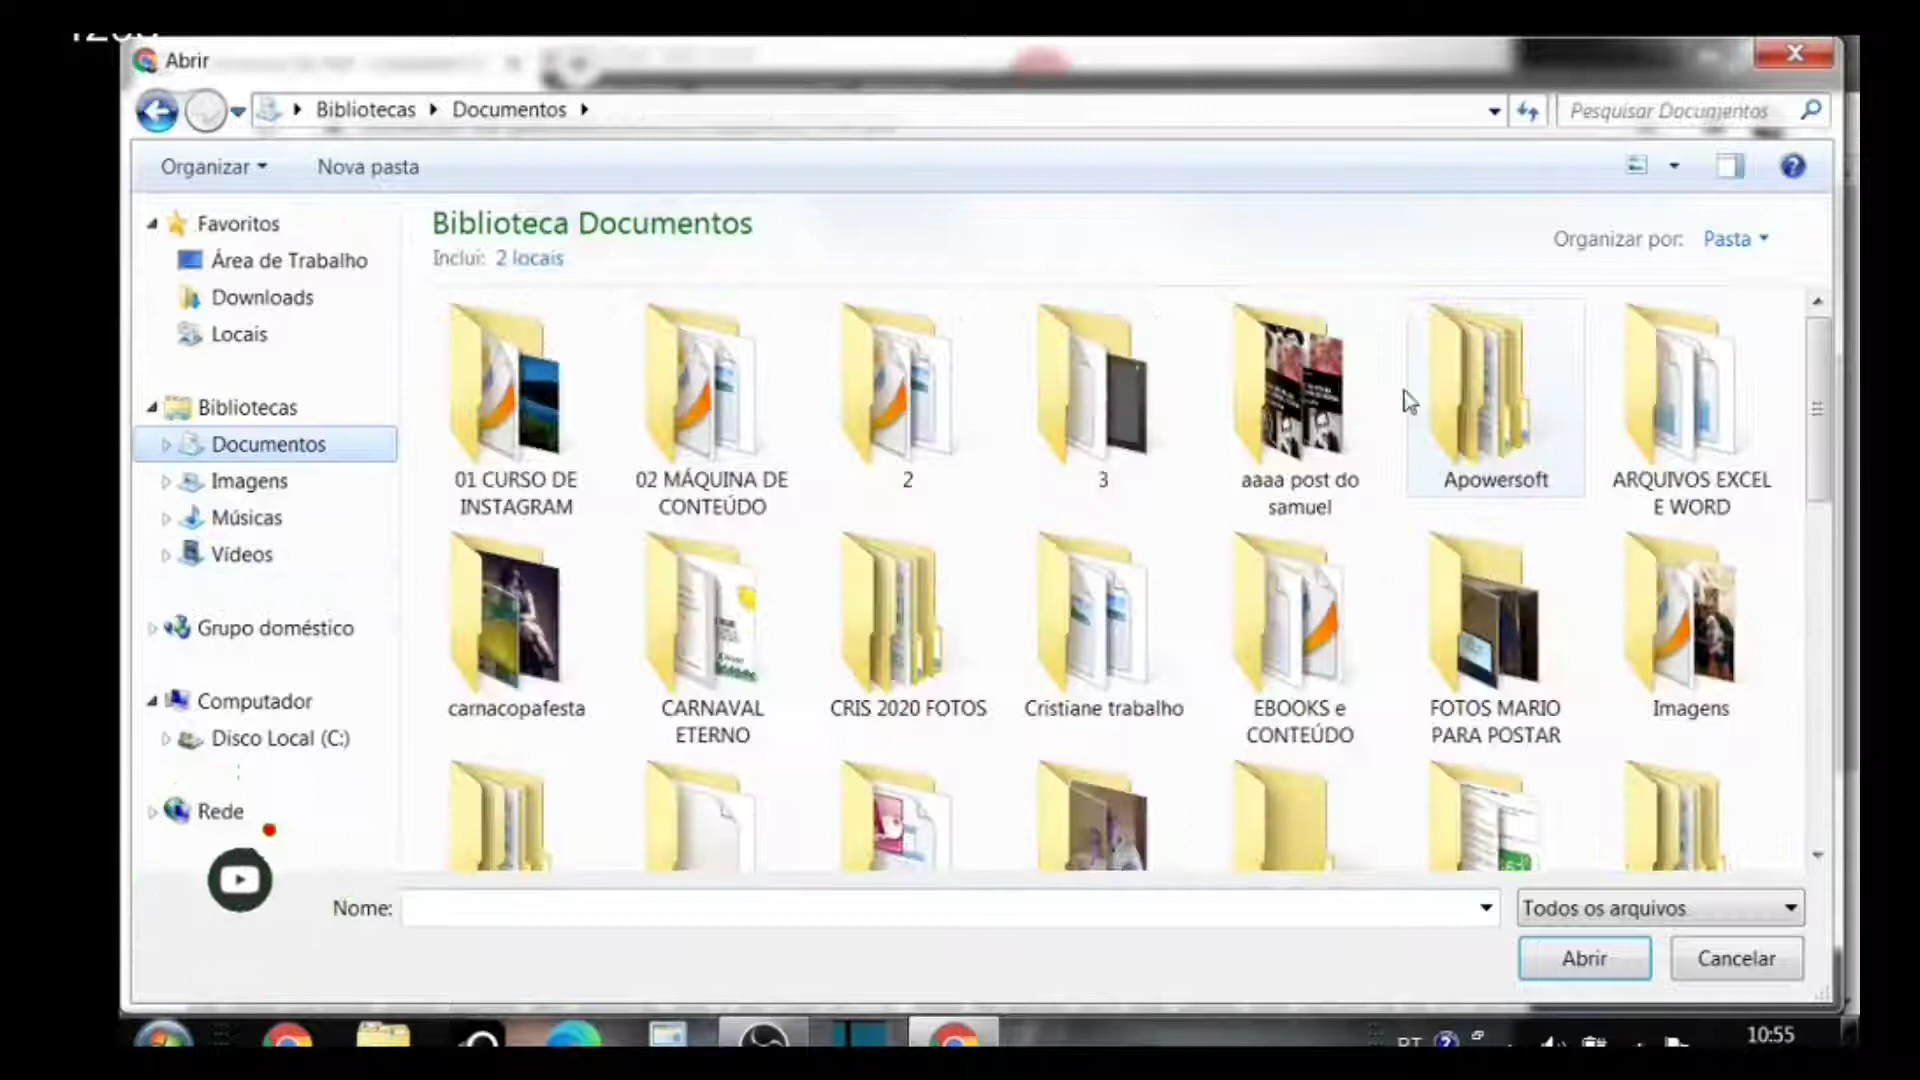 Abrir
Bibliotecas Documentos
Pesquisar Documentos
Organizar
Nova pasta
Favoritos
Área de Trabalho
Downloads
Locais
Bibliotecas
Documentos
Imagens
Músicas
Vídeos
Grupo doméstico
Computador
Disco Local (C:)
Rede
Biblioteca Documentos
Inclui: 2 locais
Organizar por: Pasta
01 CURSO DE
INSTAGRAM
02 MÁQUINA DE
CONTEÚDO
2
3
aaaa post do
samuel
Apowersoft
ARQUIVOS EXCEL
E WORD
carnacopafesta
CARNAVAL
ETERNO
CRIS 2020 FOTOS
Cristiane trabalho
EBOOKS e
CONTEÚDO
FOTOS MARIO
PARA POSTAR
Imagens
Nome:
Todos os arquivos
Abrir
Cancelar
PT
10:55